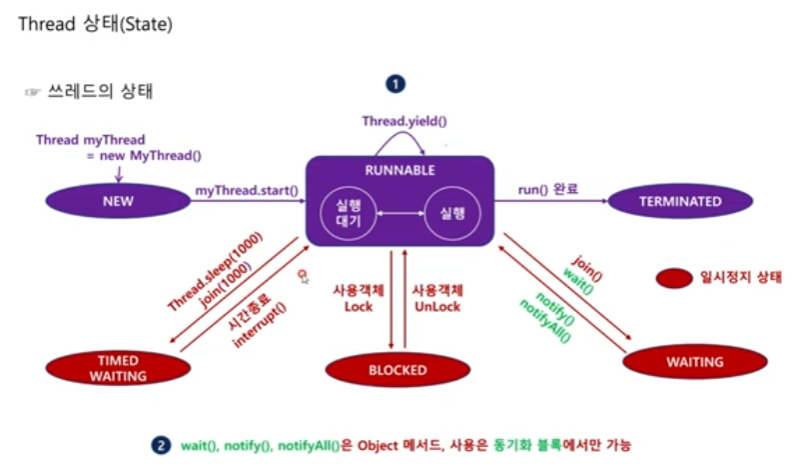 Thread 상태(State)
☞ 쓰레드의 상태
1
Thread.yield()
Thread myThread
= new MyThread()
NEW
myThread.start()
RUNNABLE
실행
대기
실행
run() 완료
TERMINATED
Thread.sleep(1000)
join(1000)
시간종료
interrupt()
사용객체
Lock
사용객체
UnLock
join()
wait()
notify()
notifyAll()
일시정지 상태
TIMED
WAITING
BLOCKED
WAITING
2 wait(), notify(), notifyAll()은 Object 메서드, 사용은 동기화 블록에서만 가능